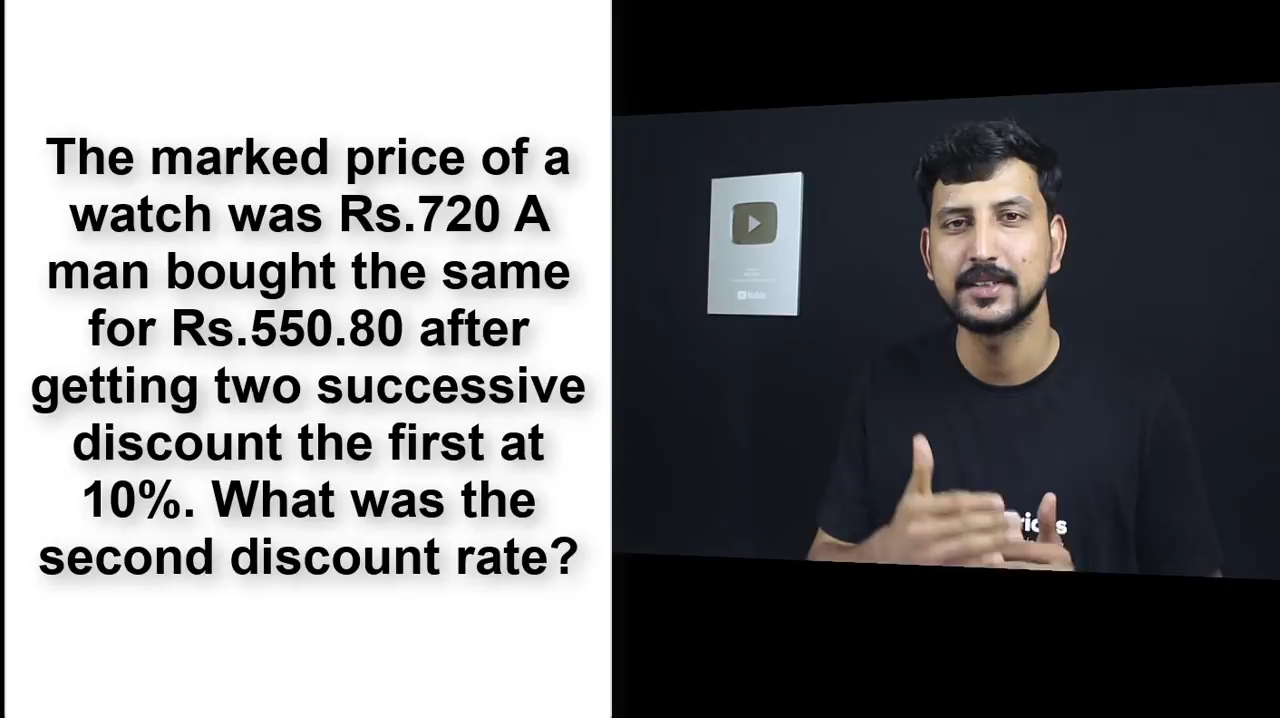 The marked price of a
watch was Rs.720 A
man bought the same
for Rs.550.80 after
getting two successive
discount the first at
10%. What was the
second discount rate?
YouTube